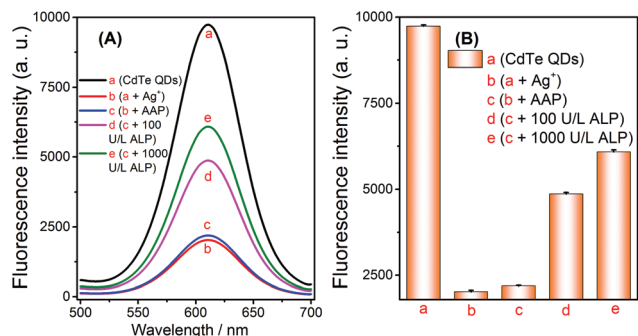 (A)
Fluorescence intensity (a. u.)
10000
7500
5000
2500
0
500
550
600
650
700
Wavelength / nm
a (CdTe QDs)
b (a + Ag⁺)
c (b + AAP)
d (c + 100
U/L ALP)
e (c + 1000
U/L ALP)
a
e
d
c
b
(B)
Fluorescence intensity (a. u.)
10000
7500
5000
2500
a (CdTe QDs)
b (a + Ag⁺)
c (b + AAP)
d (c + 100 U/L ALP)
e (c + 1000 U/L ALP)
a
b
c
d
e